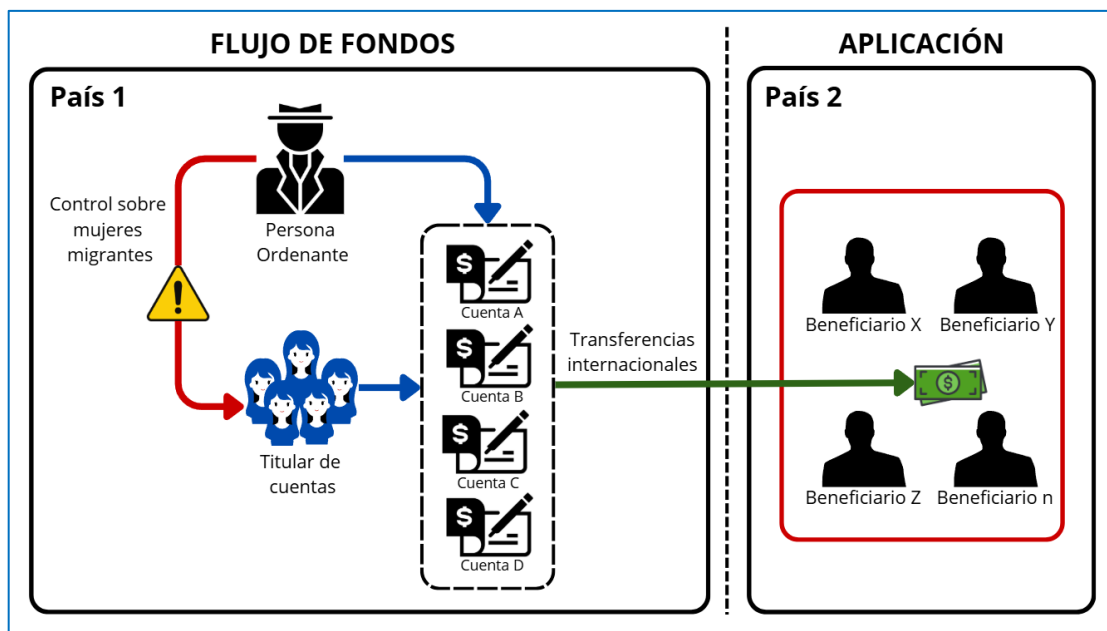 FLUJO DE FONDOS
APLICACIÓN
País 1
País 2
Control sobre
mujeres
migrantes
Persona
Ordenante
$
Cuenta A
$
Cuenta B
$
Cuenta C
$
Cuenta D
Titular de
cuentas
Transferencias
internacionales
Beneficiario X
Beneficiario Y
$
Beneficiario Z
Beneficiario n